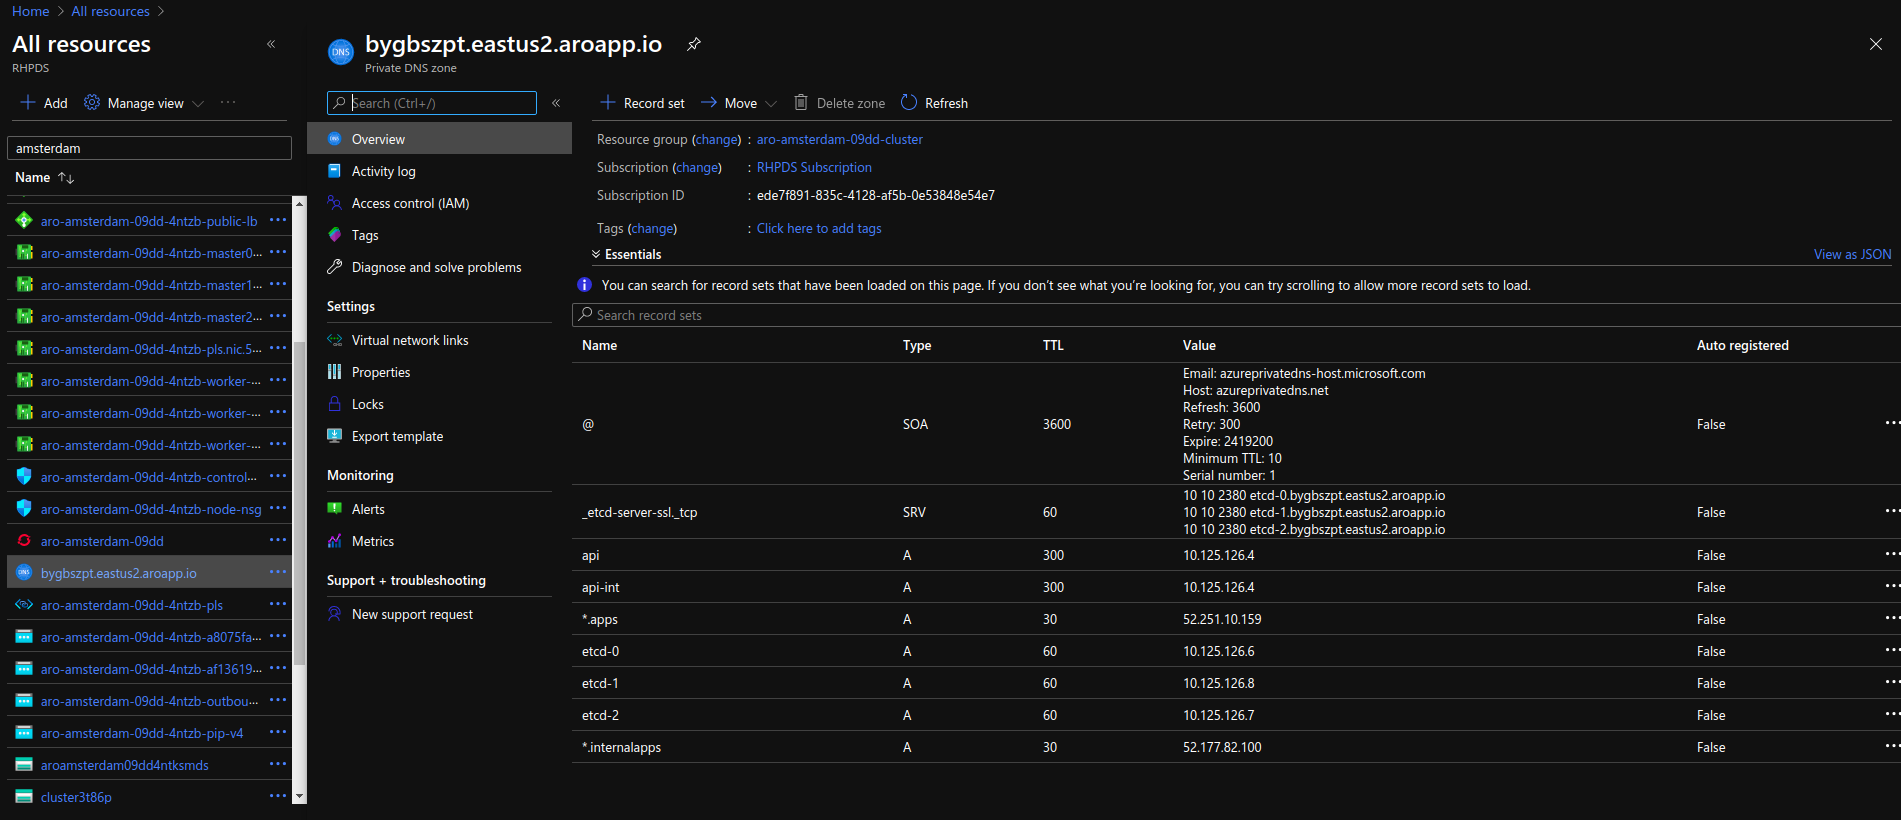 Home > All resources >
All resources
RHPDS
Add Manage view ...
amsterdam
Name
aro-amsterdam-09dd-4ntzb-public-lb
aro-amsterdam-09dd-4ntzb-master0...
aro-amsterdam-09dd-4ntzb-master1...
aro-amsterdam-09dd-4ntzb-master2...
aro-amsterdam-09dd-4ntzb-pls.nic.5...
aro-amsterdam-09dd-4ntzb-worker-...
aro-amsterdam-09dd-4ntzb-worker-...
aro-amsterdam-09dd-4ntzb-worker-...
aro-amsterdam-09dd-4ntzb-control...
aro-amsterdam-09dd-4ntzb-node-nsg
aro-amsterdam-09dd
bygbszpt.eastus2.aroapp.io
aro-amsterdam-09dd-4ntzb-pls
aro-amsterdam-09dd-4ntzb-a8075fa...
aro-amsterdam-09dd-4ntzb-af13619...
aro-amsterdam-09dd-4ntzb-outbou...
aro-amsterdam-09dd-4ntzb-pip-v4
aroamsterdam09dd4ntksmds
cluster3t86p
DNS
bygbszpt.eastus2.aroapp.io
Private DNS zone
Search (Ctrl+/)
Overview
Activity log
Access control (IAM)
Tags
Diagnose and solve problems
Settings
Virtual network links
Properties
Locks
Export template
Monitoring
Alerts
Metrics
Support + troubleshooting
New support request
Record set Move Delete zone Refresh
Resource group (change) : aro-amsterdam-09dd-cluster
Subscription (change) : RHPDS Subscription
Subscription ID : ede7f891-835c-4128-af5b-0e53848e54e7
Tags (change) : Click here to add tags
Essentials View as JSON
You can search for record sets that have been loaded on this page. If you don't see what you're looking for, you can try scrolling to allow more record sets to load.
Search record sets
Name Type TTL Value Auto registered
Email: azureprivatedns-host.microsoft.com
Host: azureprivatedns.net
Refresh: 3600
@ SOA 3600 Retry: 300 False
Expire: 2419200
Minimum TTL: 10
Serial number: 1
10 10 2380 etcd-0.bygbszpt.eastus2.aroapp.io
_etcd-server-ssl._tcp SRV 60 10 10 2380 etcd-1.bygbszpt.eastus2.aroapp.io False
10 10 2380 etcd-2.bygbszpt.eastus2.aroapp.io
api A 300 10.125.126.4 False
api-int A 300 10.125.126.4 False
*.apps A 30 52.251.10.159 False
etcd-0 A 60 10.125.126.6 False
etcd-1 A 60 10.125.126.8 False
etcd-2 A 60 10.125.126.7 False
*.internalapps A 30 52.177.82.100 False